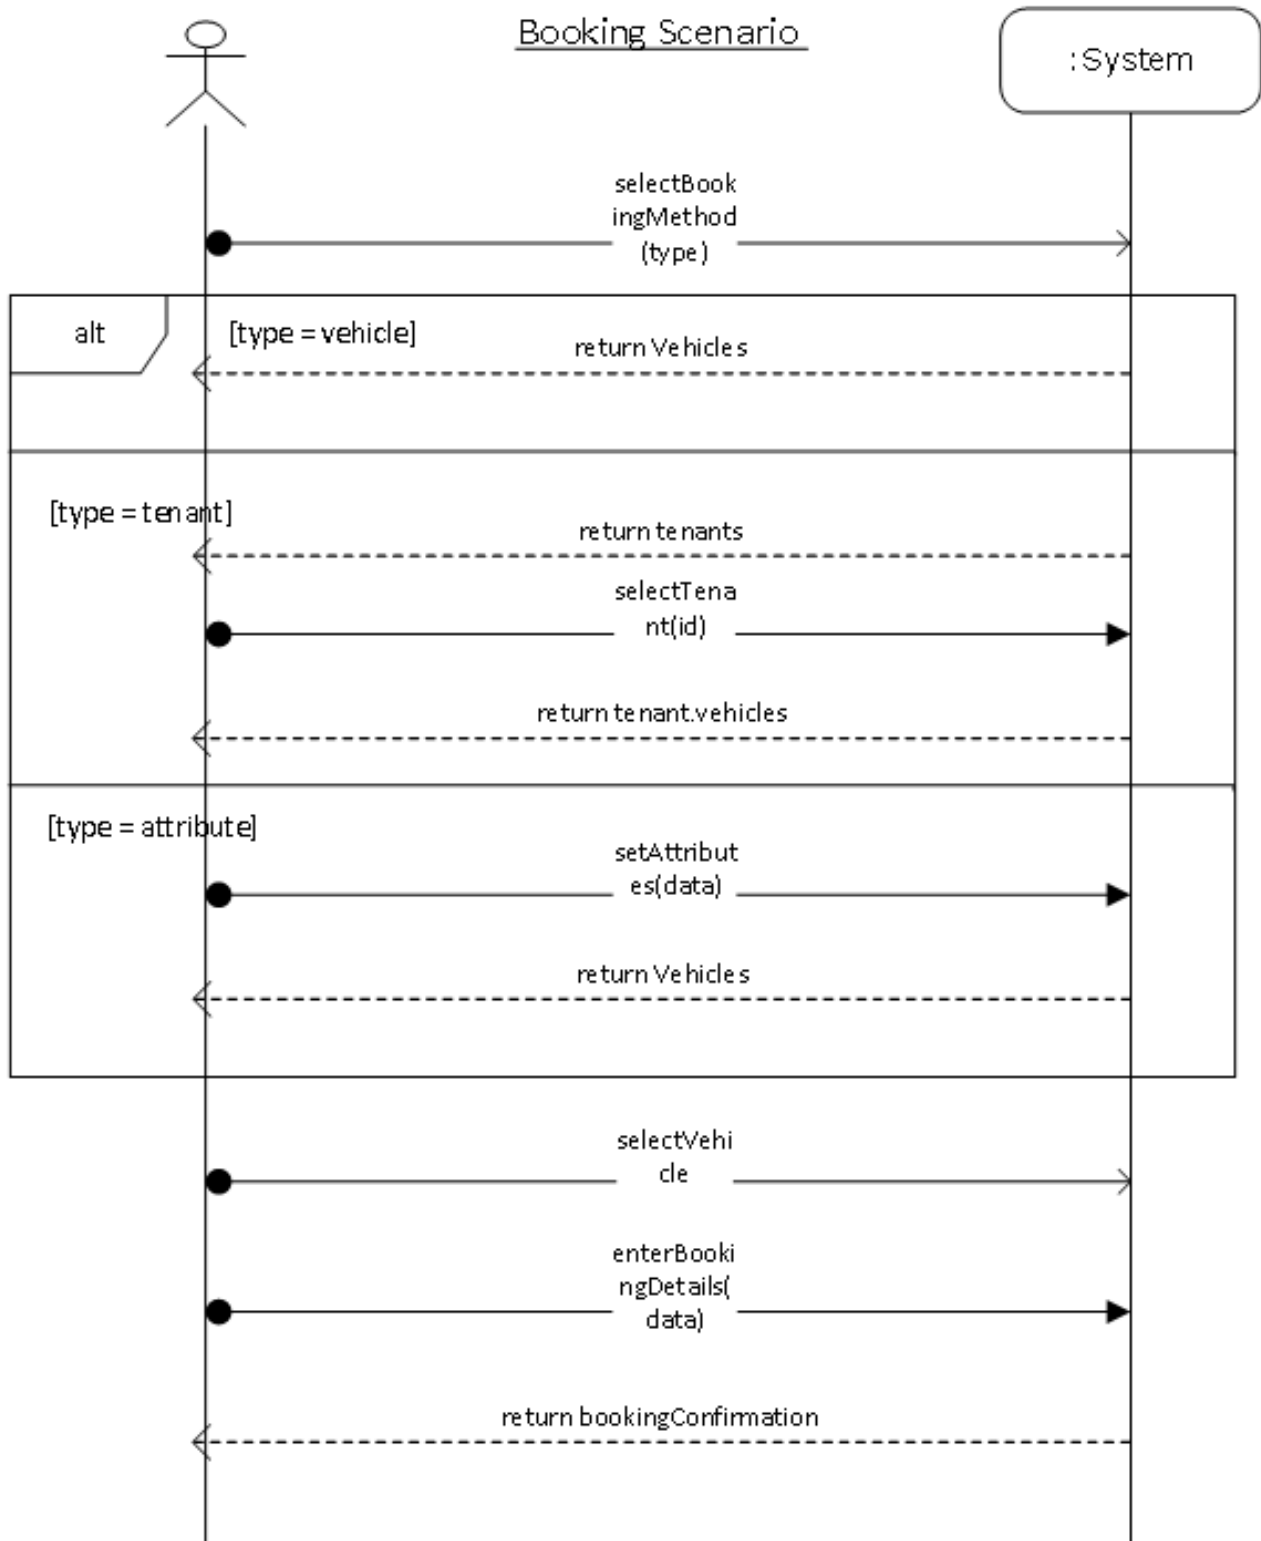 Booking Scenario
:System
selectBook
ingMethod
(type)
alt
[type = vehicle]
return Vehicles
[type = tenant]
return tenants
selectTena
nt(id)
return tenant.vehicles
[type = attribute]
setAttribut
es(data)
return Vehicles
selectVehi
cle
enterBooki
ngDetails(
data)
return bookingConfirmation